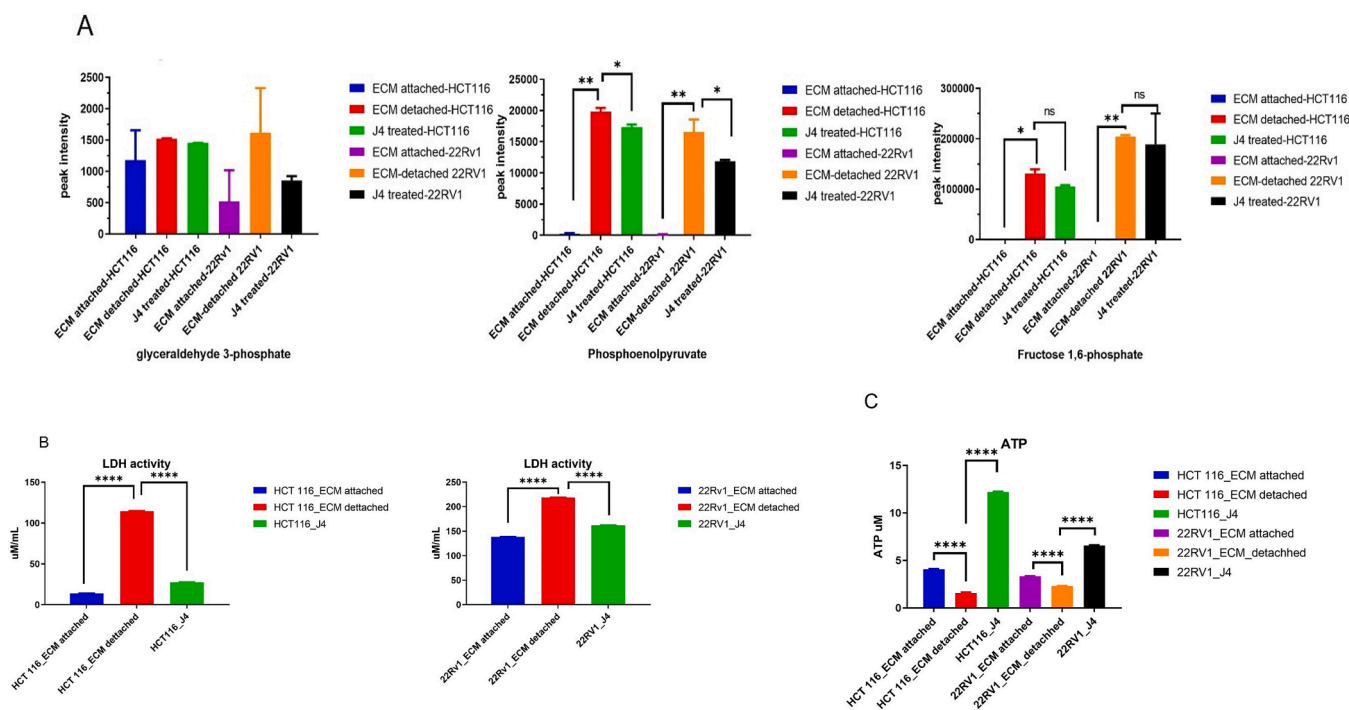 A
2500
2000
1500
1000
500
0
peak intensity
ECM attached-HCT116
ECM detached-HCT116
J4 treated-HCT116
ECM attached-22Rv1
ECM-detached 22RV1
J4 treated-22RV1
glyceraldehyde 3-phosphate
ECM attached-HCT116
ECM detached-HCT116
J4 treated-HCT116
ECM attached-22Rv1
ECM-detached 22RV1
J4 treated-22RV1
25000
20000
15000
10000
5000
0
peak intensity
** * ** *
ECM attached-HCT116
ECM detached-HCT116
J4 treated-HCT116
ECM attached-22Rv1
ECM-detached 22RV1
J4 treated-22RV1
Phosphoenolpyruvate
ECM attached-HCT116
ECM detached-HCT116
J4 treated-HCT116
ECM attached-22Rv1
ECM-detached 22RV1
J4 treated-22RV1
300000
200000
100000
0
peak intensity
* ns ** ns
ECM attached-HCT116
ECM detached-HCT116
J4 treated-HCT116
ECM attached-22Rv1
ECM-detached 22RV1
J4 treated-22RV1
Fructose 1,6-phosphate
ECM attached-HCT116
ECM detached-HCT116
J4 treated-HCT116
ECM attached-22Rv1
ECM-detached 22RV1
J4 treated-22RV1
B
LDH activity
150
100
50
0
uM/mL
**** ****
HCT 116_ECM attached
HCT 116_ECM dettached
HCT116_J4
HCT 116_ECM attached
HCT 116_ECM dettached
HCT116_J4
LDH activity
250
200
150
100
50
0
uM/mL
**** ****
22Rv1_ECM attached
22Rv1_ECM detached
22RV1_J4
22Rv1_ECM attached
22Rv1_ECM detached
22RV1_J4
C
ATP
15
10
5
0
ATP uM
**** **** **** ****
HCT 116_ECM attached
HCT 116_ECM detached
HCT116_J4
22RV1_ECM attached
22RV1_ECM_detachhed
22RV1_J4
HCT 116_ECM attached
HCT 116_ECM detached
HCT116_J4
22RV1_ECM attached
22RV1_ECM_detachhed
22RV1_J4